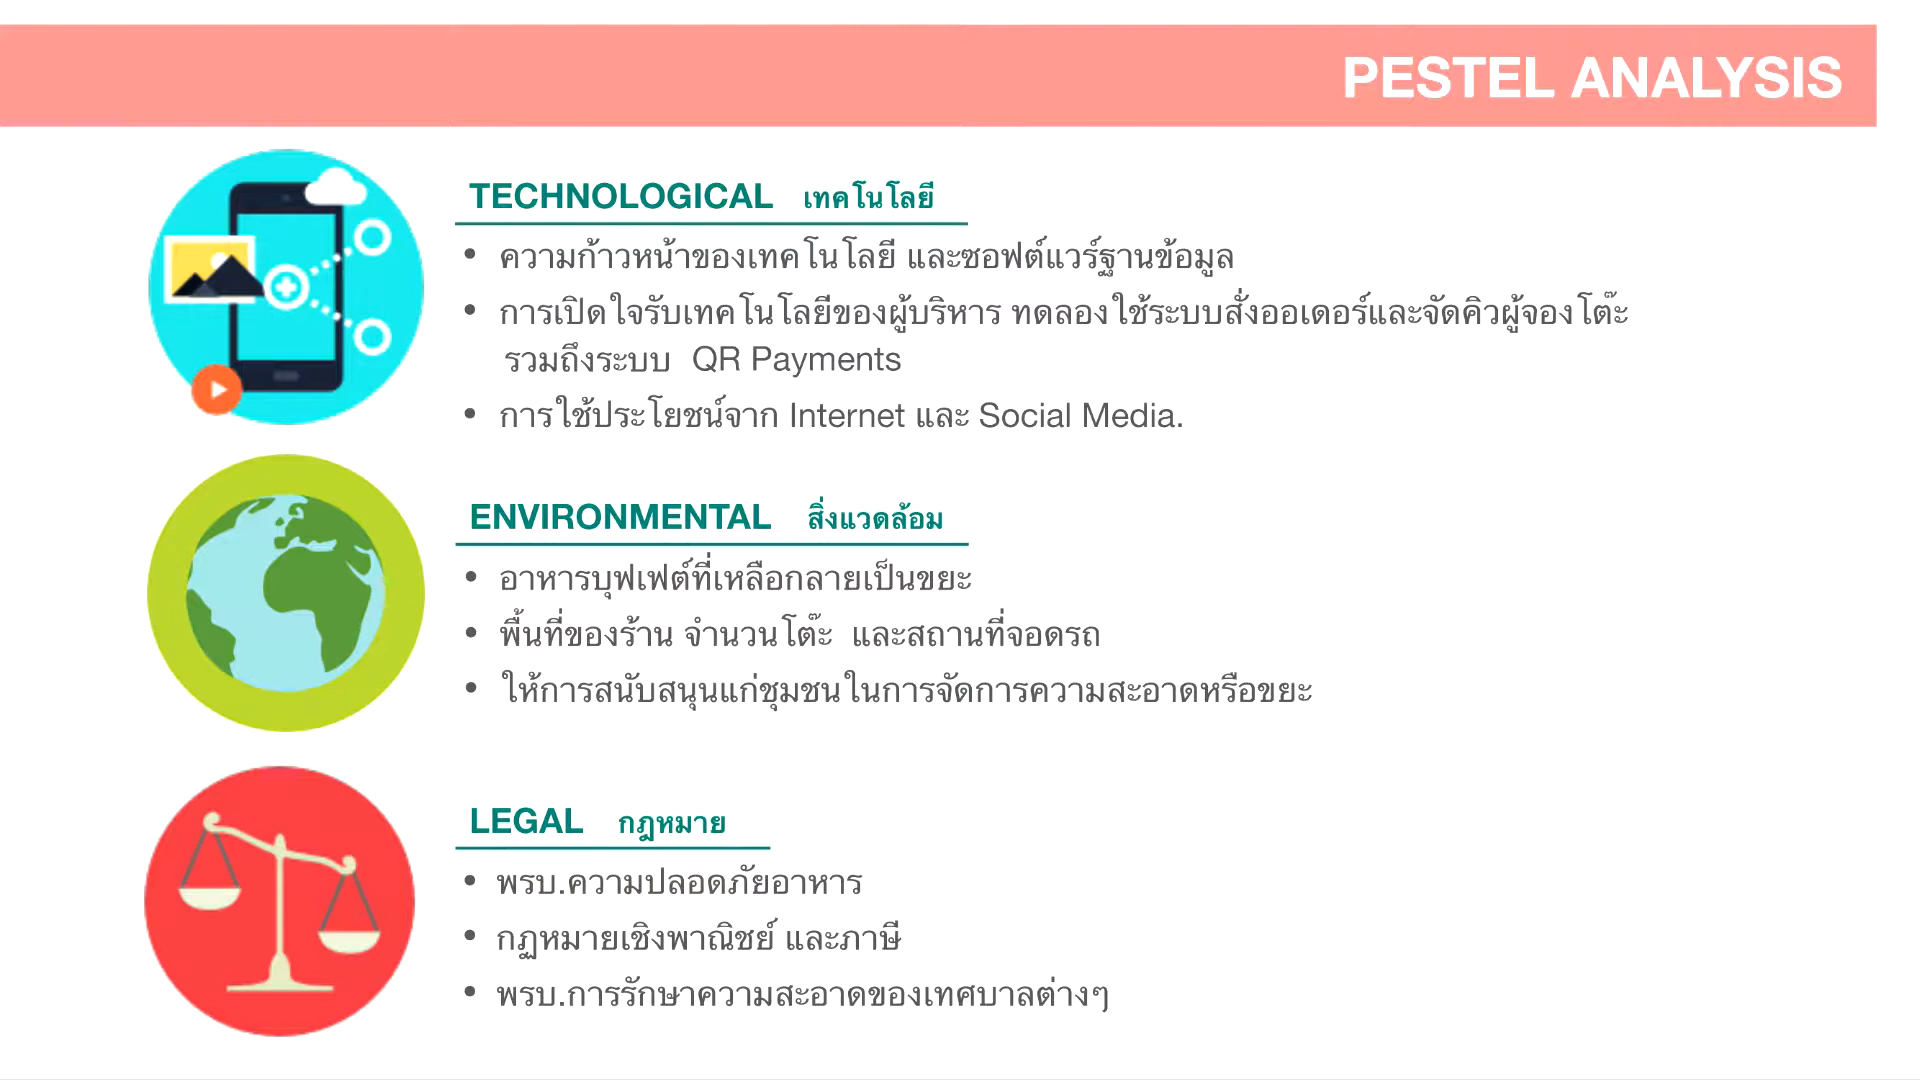 PESTEL ANALYSIS
TECHNOLOGICAL เทคโนโลยี
• ความก้าวหน้าของเทคโนโลยี และซอฟต์แวร์ฐานข้อมูล
• การเปิดใจรับเทคโนโลยีของผู้บริหาร ทดลองใช้ระบบสั่งออเดอร์และจัดคิวผู้จองโต๊ะ
รวมถึงระบบ QR Payments
• การใช้ประโยชน์จาก Internet และ Social Media.
ENVIRONMENTAL สิ่งแวดล้อม
• อาหารบุฟเฟต์ที่เหลือกลายเป็นขยะ
• พื้นที่ของร้าน จำนวนโต๊ะ และสถานที่จอดรถ
• ให้การสนับสนุนแก่ชุมชนในการจัดการความสะอาดหรือขยะ
LEGAL กฎหมาย
• พรบ.ความปลอดภัยอาหาร
• กฏหมายเชิงพาณิชย์ และภาษี
• พรบ.การรักษาความสะอาดของเทศบาลต่างๆ